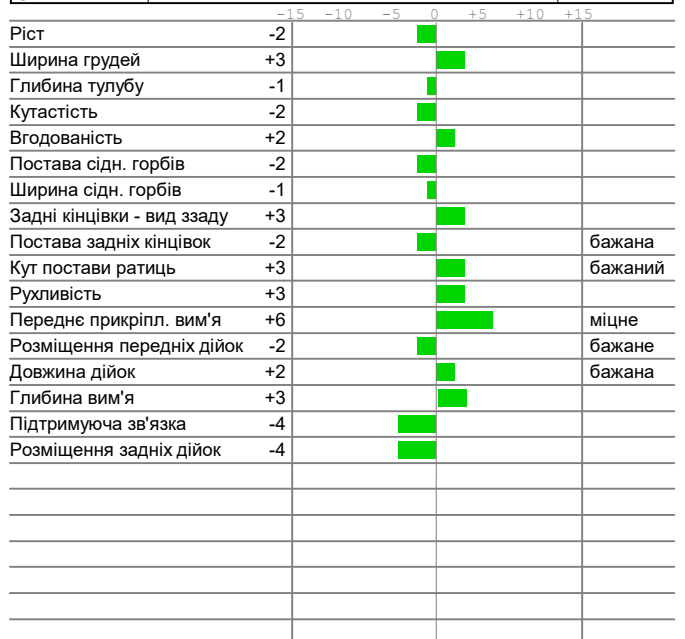 -15 -10 -5 0 +5 +10 +15
Ріст -2
Ширина грудей +3
Глибина тулубу -1
Кутастість -2
Вгодованість +2
Постава сідн. горбів -2
Ширина сідн. горбів -1
Задні кінцівки - вид ззаду +3
Постава задніх кінцівок -2 бажана
Кут постави ратиць +3 бажаний
Рухливість +3
Переднє прикріпл. вим'я +6 міцне
Розміщення передніх дійок -2 бажане
Довжина дійок +2 бажана
Глибина вим'я +3
Підтримуюча зв'язка -4
Розміщення задніх дійок -4